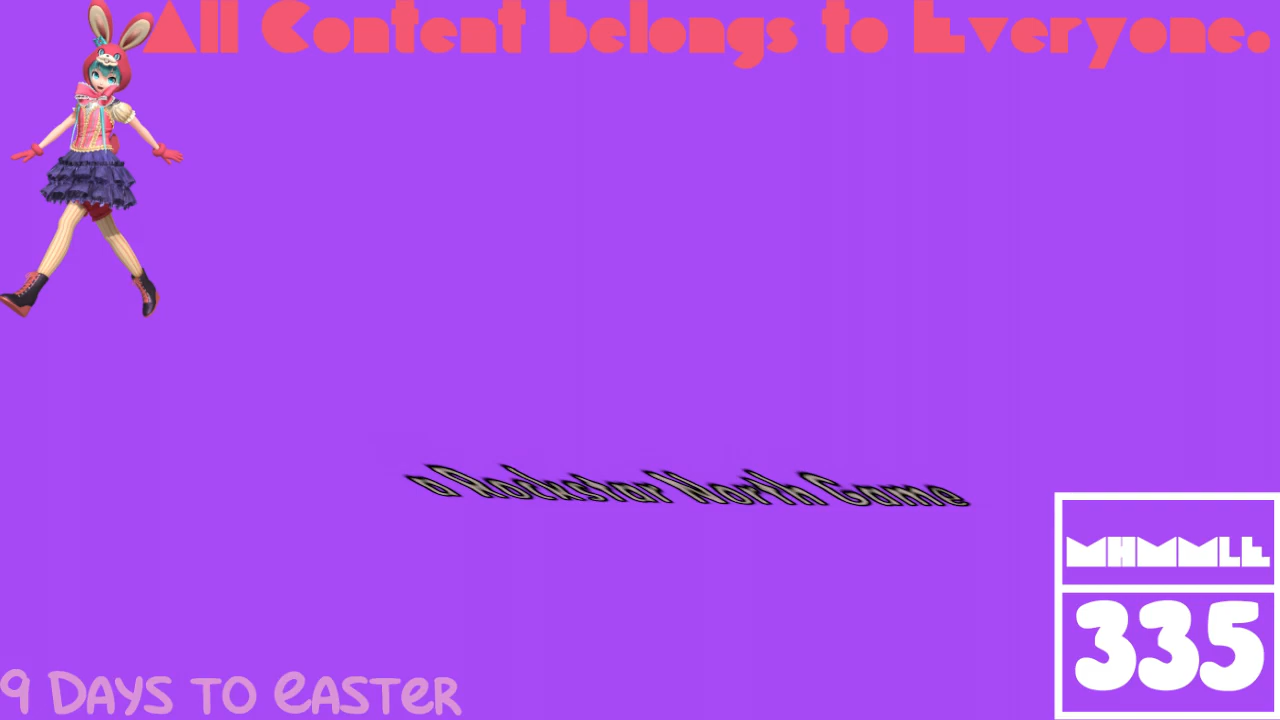 All Content belongs to Everyone.
a Rockstar North Game
MHMMLE
335
9 Days to Easter